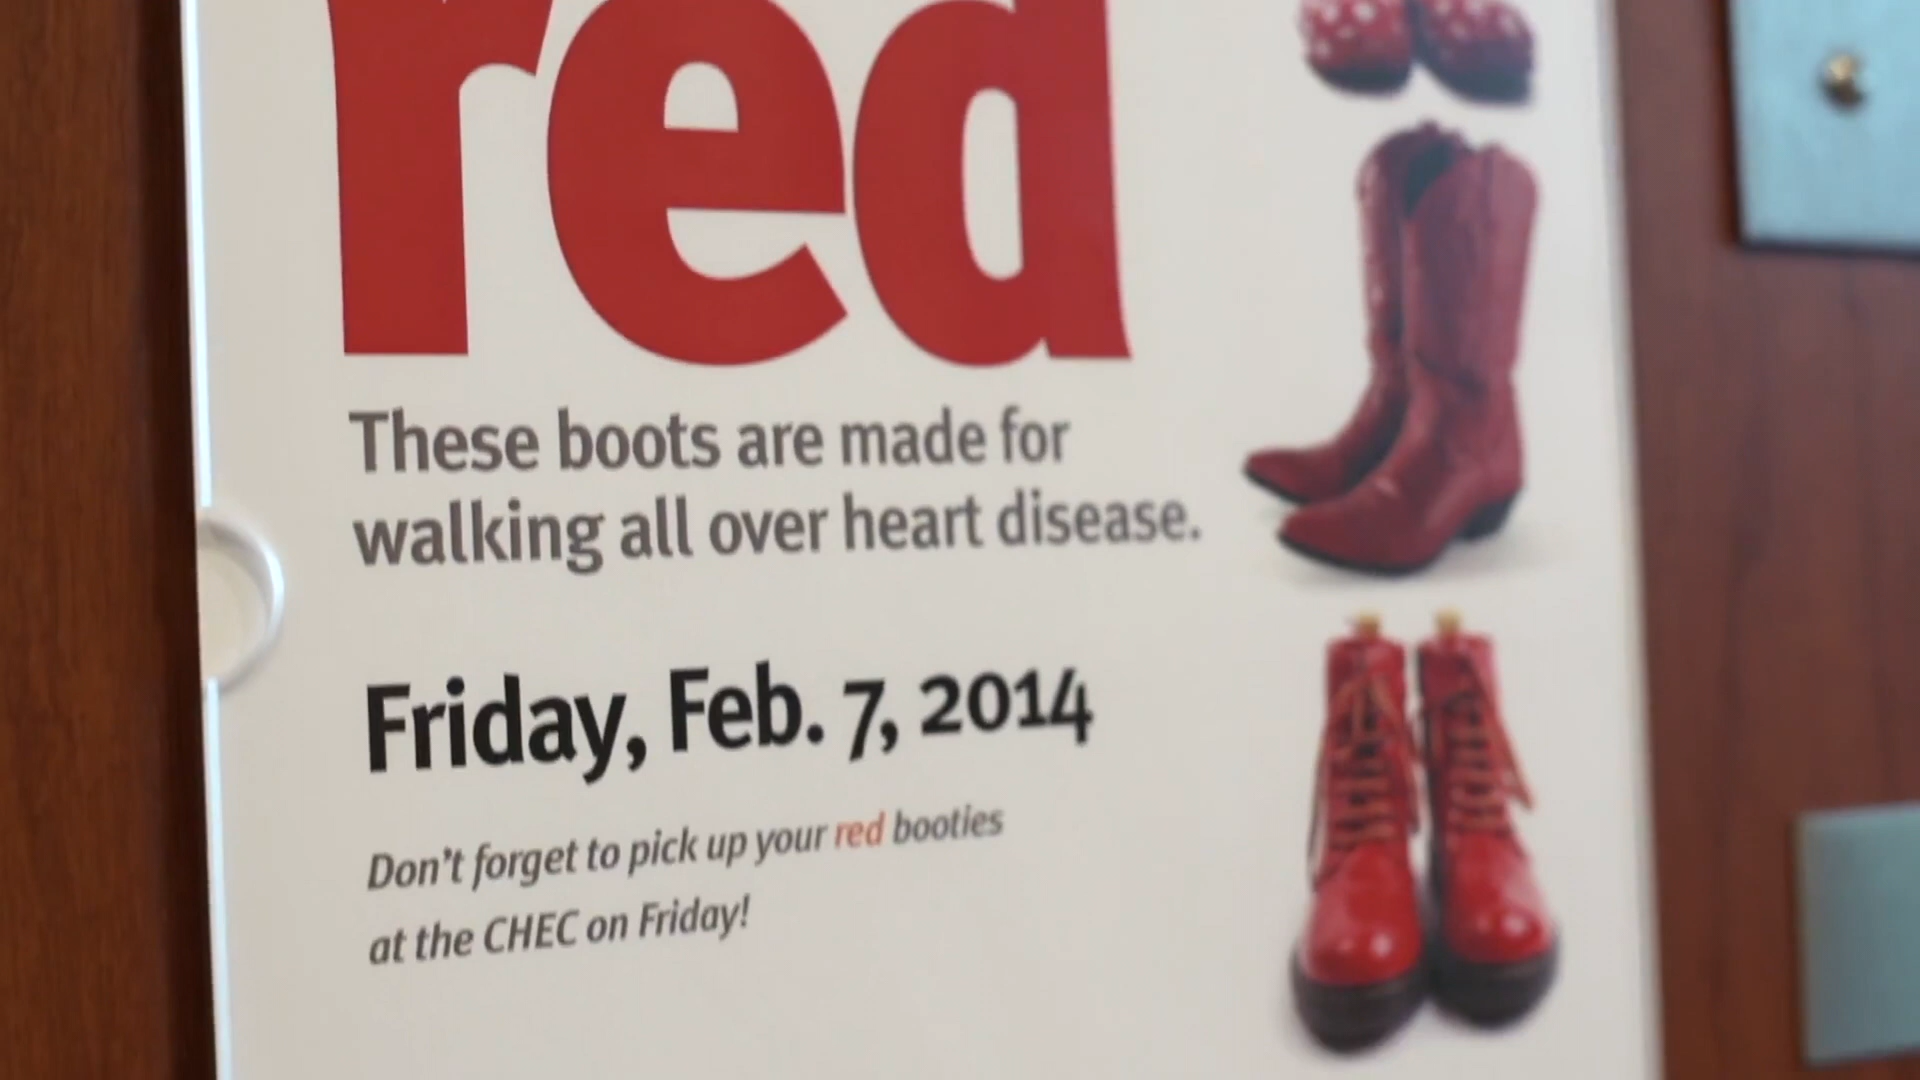 red
These boots are made for
walking all over heart disease.
Friday, Feb. 7, 2014
Don't forget to pick up your red booties
at the CHEC on Friday!